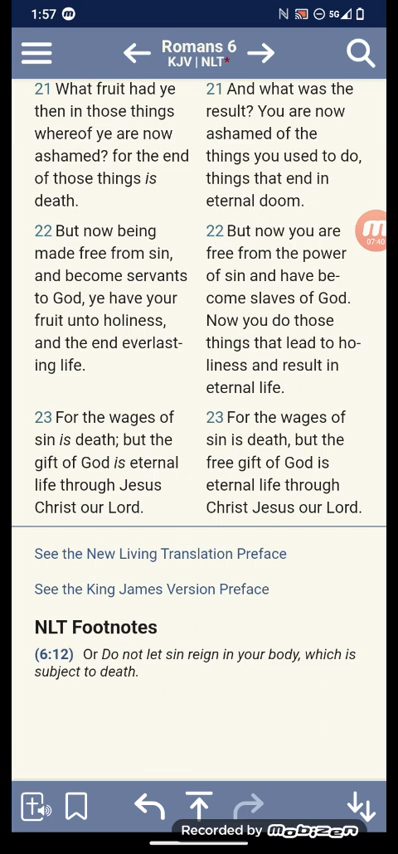 1:57
5G
Romans 6
KJV | NLT*
21 What fruit had ye
then in those things
whereof ye are now
ashamed? for the end
of those things is
death.
22 But now being
made free from sin,
and become servants
to God, ye have your
fruit unto holiness,
and the end everlast-
ing life.
23 For the wages of
sin is death; but the
gift of God is eternal
life through Jesus
Christ our Lord.
21 And what was the
result? You are now
ashamed of the
things you used to do,
things that end in
eternal doom.
22 But now you are
free from the power
of sin and have be-
come slaves of God.
Now you do those
things that lead to ho-
liness and result in
eternal life.
23 For the wages of
sin is death, but the
free gift of God is
eternal life through
Christ Jesus our Lord.
07:40
See the New Living Translation Preface
See the King James Version Preface
NLT Footnotes
(6:12) Or Do not let sin reign in your body, which is
subject to death.
Recorded by mobizen